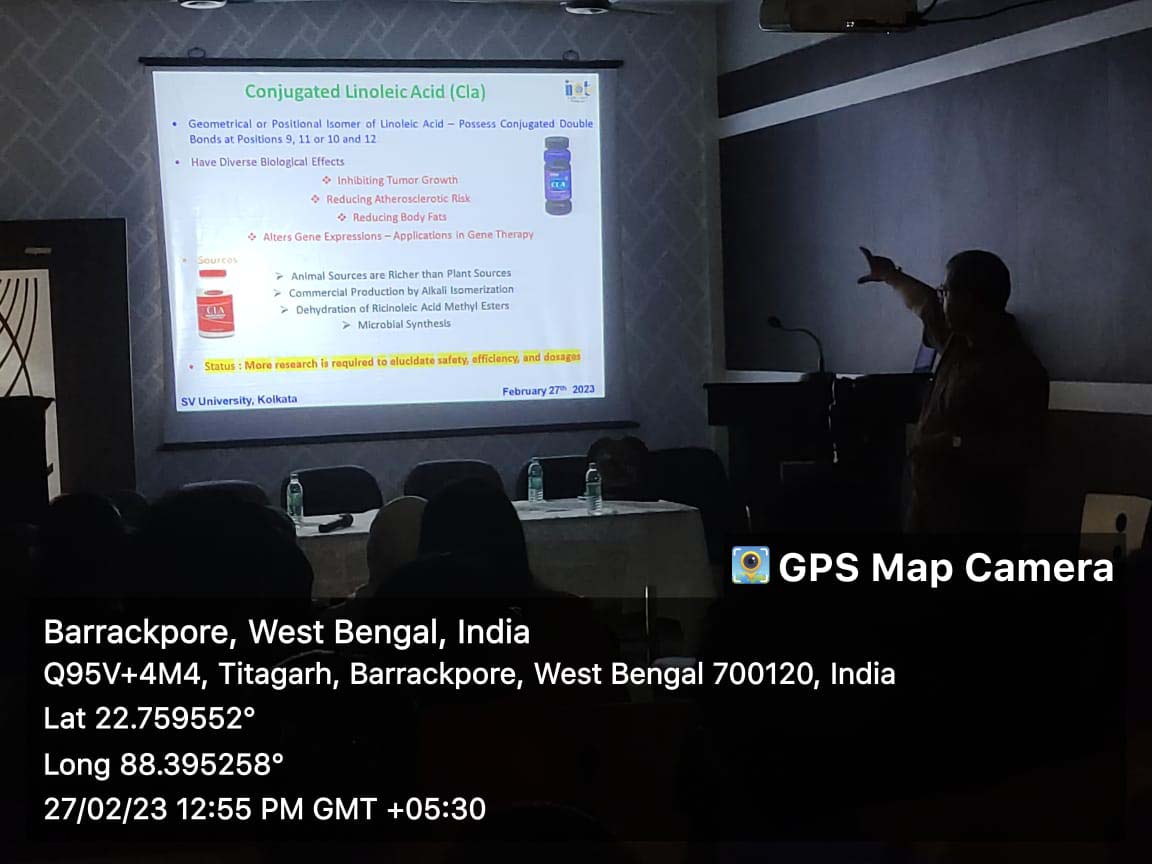 Conjugated Linoleic Acid (Cla)
• Geometrical or Positional Isomer of Linoleic Acid – Possess Conjugated Double
Bonds at Positions 9, 11 or 10 and 12
• Have Diverse Biological Effects
❖ Inhibiting Tumor Growth
❖ Reducing Atherosclerotic Risk
❖ Reducing Body Fats
❖ Alters Gene Expressions – Applications in Gene Therapy
CLA
• Sources
➢ Animal Sources are Richer than Plant Sources
➢ Commercial Production by Alkali Isomerization
➢ Dehydration of Ricinoleic Acid Methyl Esters
➢ Microbial Synthesis
CLA
• Status : More research is required to elucidate safety, efficiency, and dosages
SV University, Kolkata
February 27th 2023
GPS Map Camera
Barrackpore, West Bengal, India
Q95V+4M4, Titagarh, Barrackpore, West Bengal 700120, India
Lat 22.759552°
Long 88.395258°
27/02/23 12:55 PM GMT +05:30